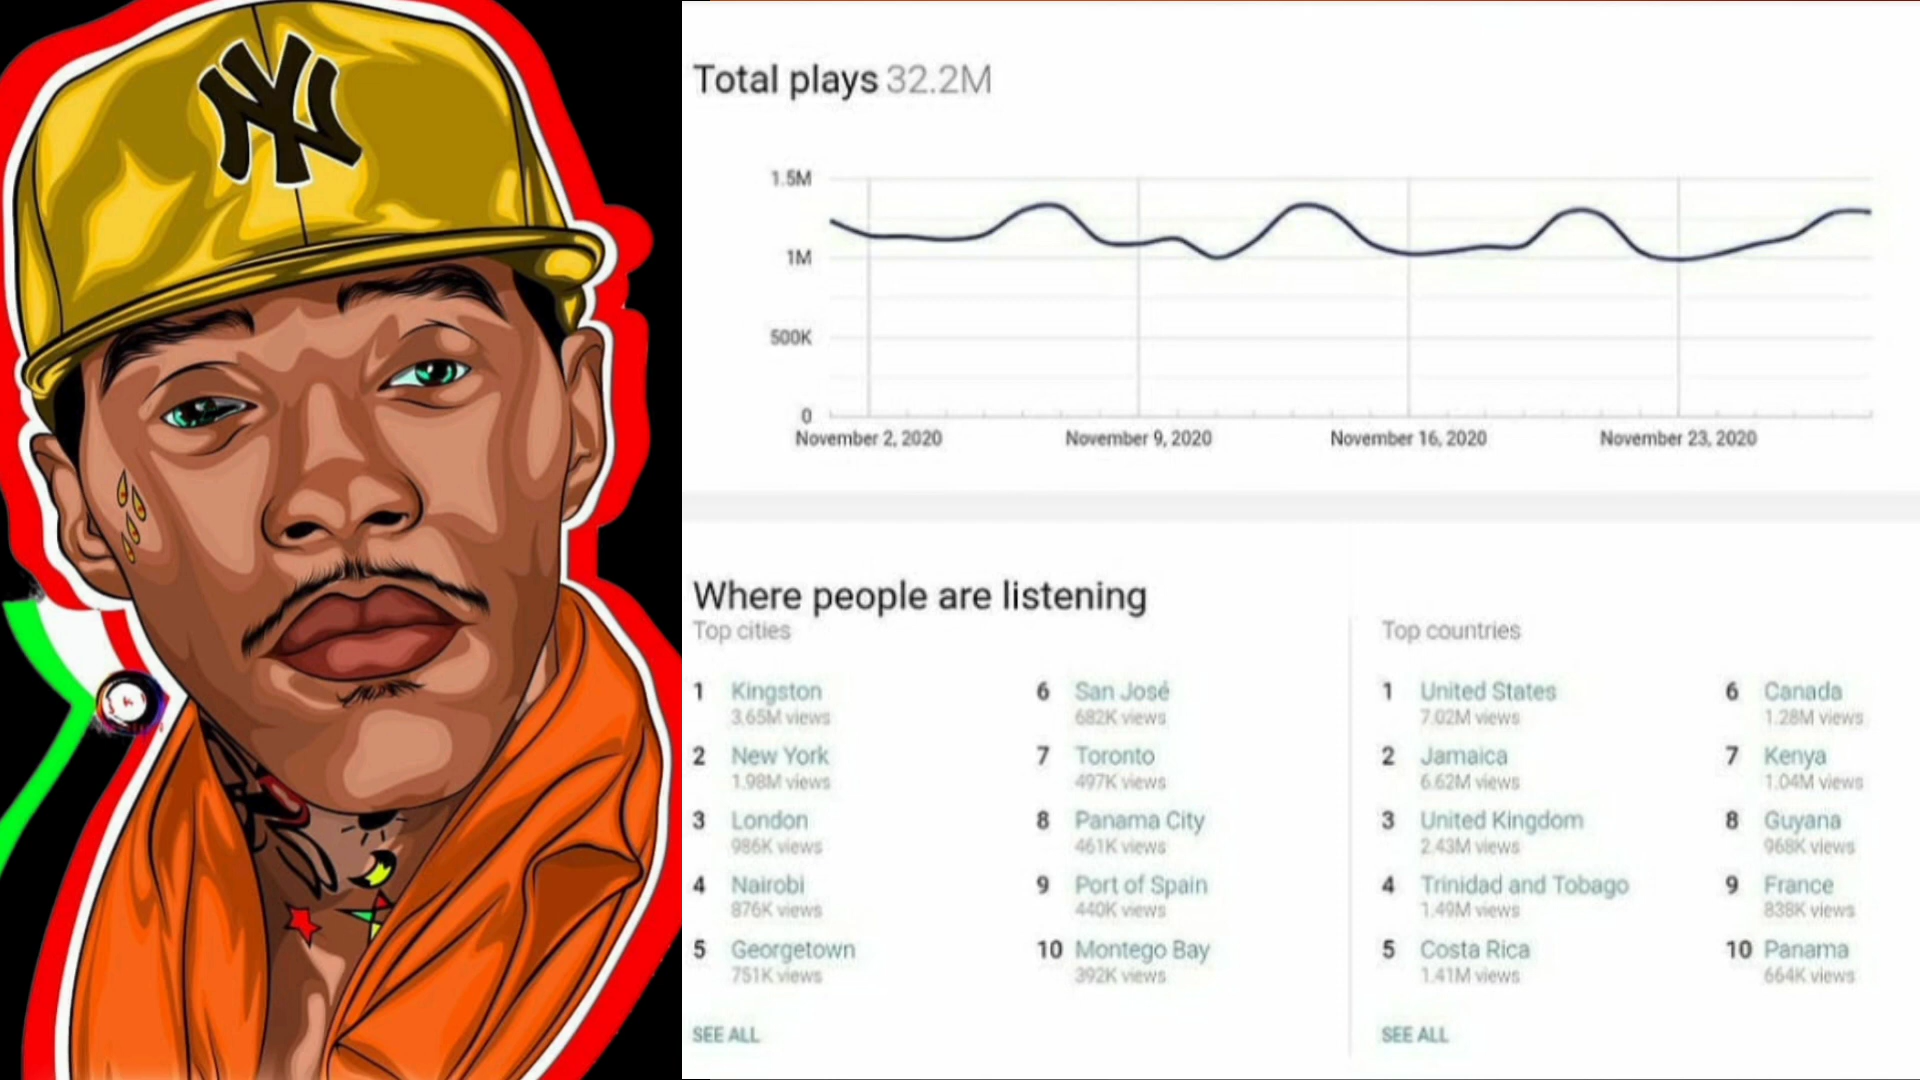 NY
Total plays 32.2M
1.5M
1M
500K
0
November 2, 2020 November 9, 2020 November 16, 2020 November 23, 2020
Where people are listening
Top cities
1 Kingston
3.65M views
2 New York
1.98M views
3 London
986K views
4 Nairobi
876K views
5 Georgetown
751K views
6 San José
682K views
7 Toronto
497K views
8 Panama City
461K views
9 Port of Spain
440K views
10 Montego Bay
392K views
SEE ALL
Top countries
1 United States
7.02M views
2 Jamaica
6.62M views
3 United Kingdom
2.43M views
4 Trinidad and Tobago
1.49M views
5 Costa Rica
1.41M views
6 Canada
1.28M views
7 Kenya
1.04M views
8 Guyana
968K views
9 France
838K views
10 Panama
664K views
SEE ALL